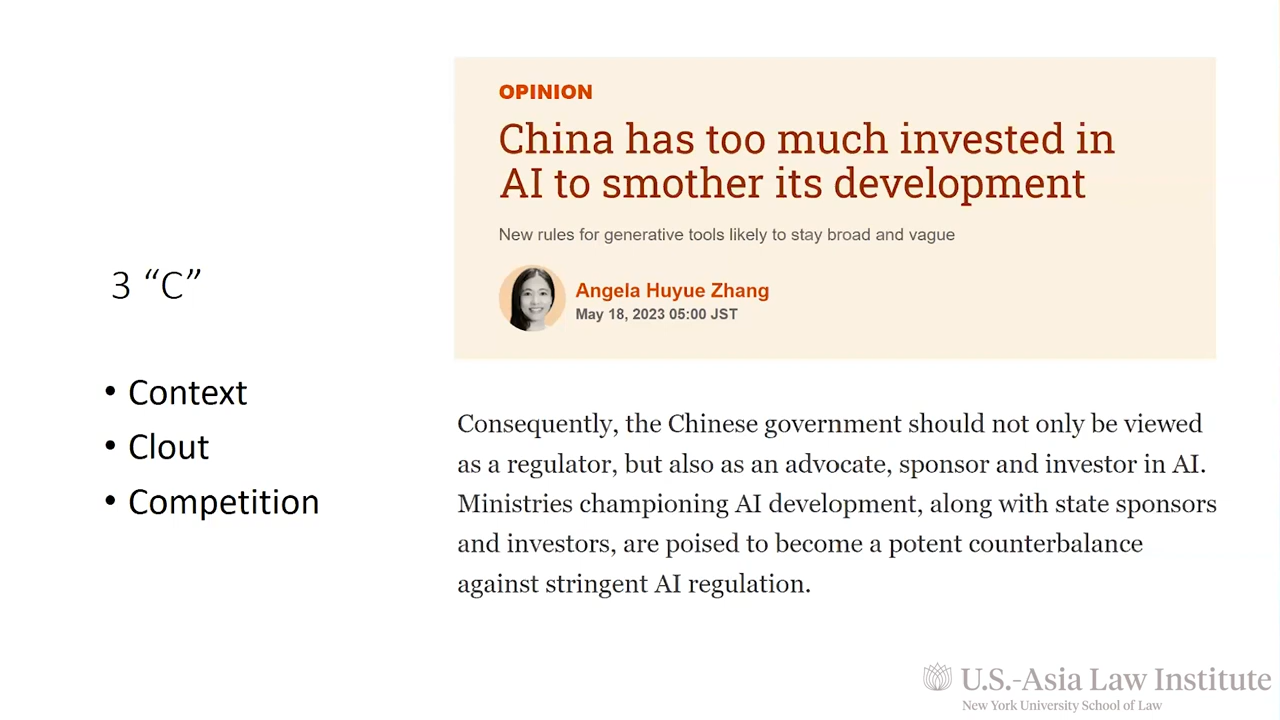 3 “C”
• Context
• Clout
• Competition
OPINION
China has too much invested in
AI to smother its development
New rules for generative tools likely to stay broad and vague
Angela Huyue Zhang
May 18, 2023 05:00 JST
Consequently, the Chinese government should not only be viewed
as a regulator, but also as an advocate, sponsor and investor in AI.
Ministries championing AI development, along with state sponsors
and investors, are poised to become a potent counterbalance
against stringent AI regulation.
U.S.-Asia Law Institute
New York University School of Law